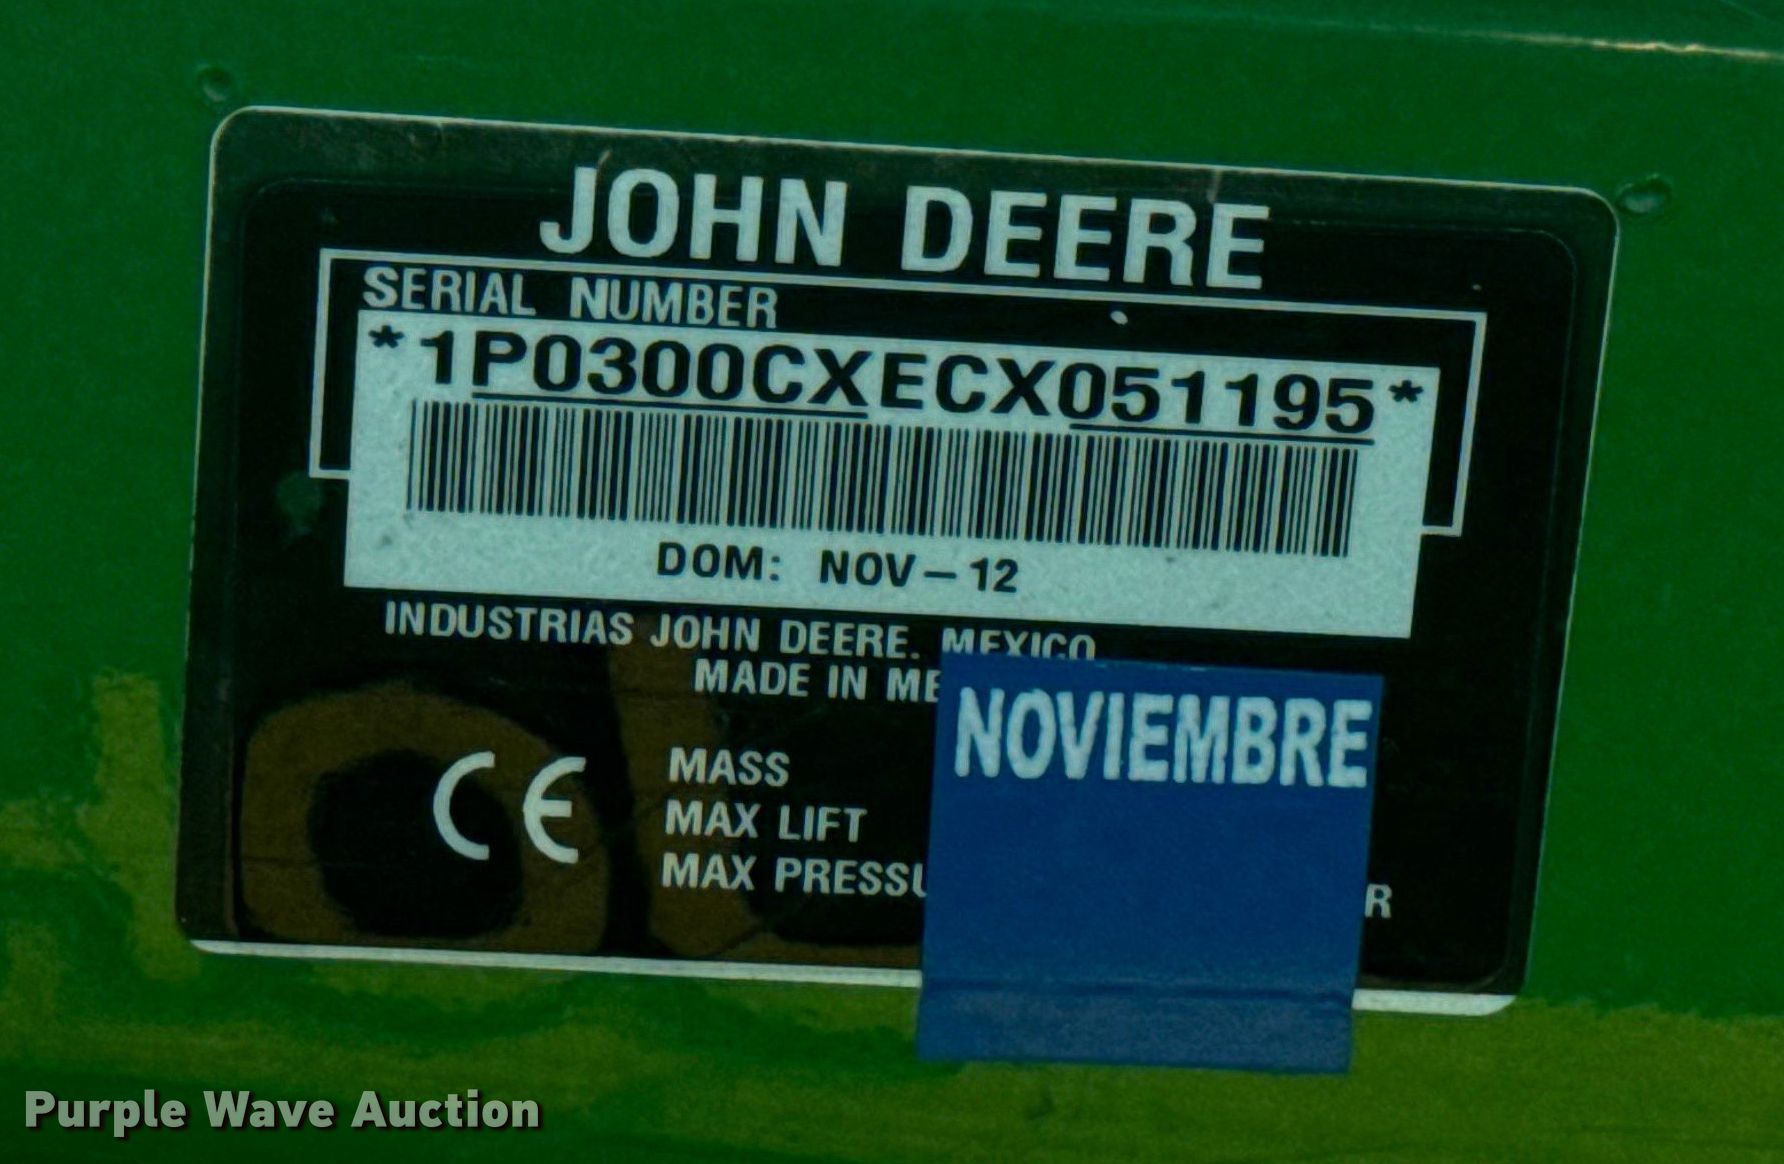 JOHN DEERE
SERIAL NUMBER
*1P0300CXECX051195*
DOM: NOV-12
INDUSTRIAS JOHN DEERE. MEXICO
MADE IN ME
NOVIEMBRE
CE
MASS
MAX LIFT
MAX PRESSU
R
Purple Wave Auction